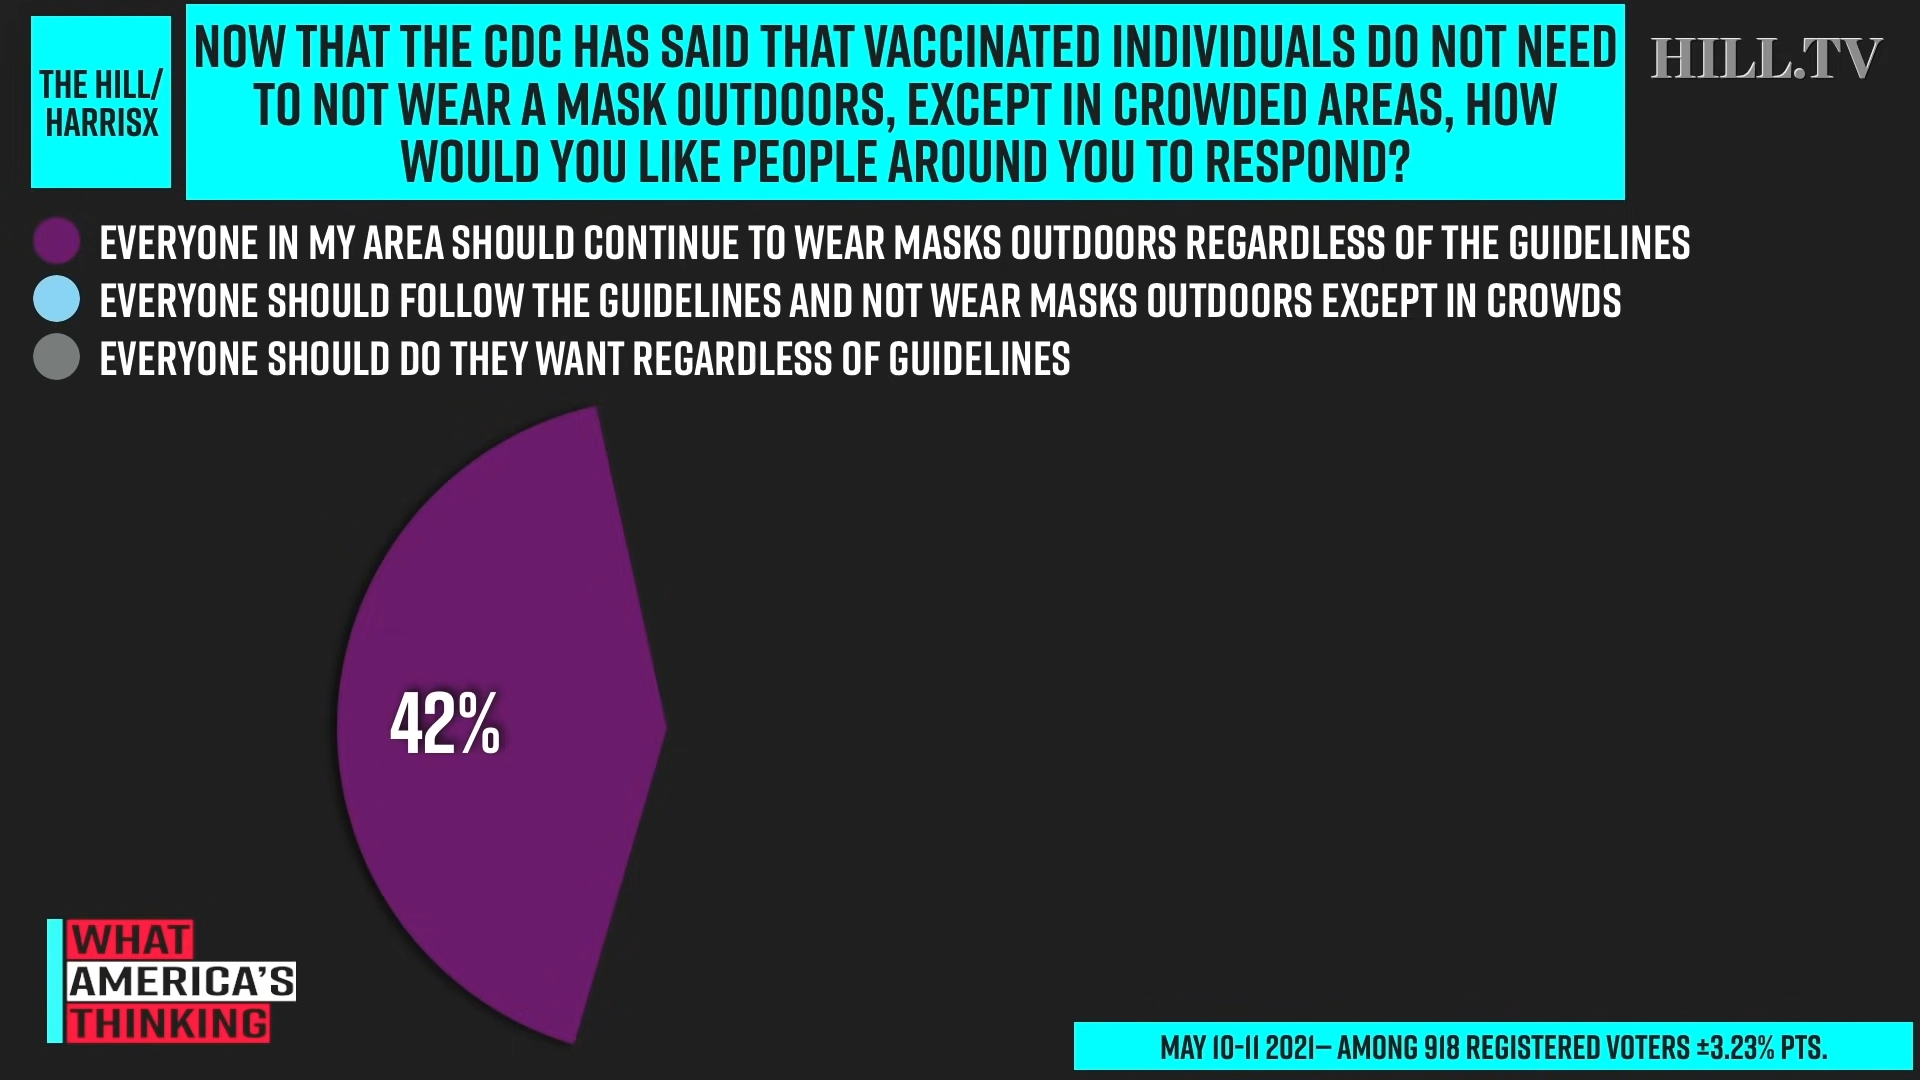 THE HILL/
HARRISX
NOW THAT THE CDC HAS SAID THAT VACCINATED INDIVIDUALS DO NOT NEED
TO NOT WEAR A MASK OUTDOORS, EXCEPT IN CROWDED AREAS, HOW
WOULD YOU LIKE PEOPLE AROUND YOU TO RESPOND?
HILL.TV
EVERYONE IN MY AREA SHOULD CONTINUE TO WEAR MASKS OUTDOORS REGARDLESS OF THE GUIDELINES
EVERYONE SHOULD FOLLOW THE GUIDELINES AND NOT WEAR MASKS OUTDOORS EXCEPT IN CROWDS
EVERYONE SHOULD DO THEY WANT REGARDLESS OF GUIDELINES
42%
WHAT
AMERICA'S
THINKING
MAY 10-11 2021– AMONG 918 REGISTERED VOTERS ±3.23% PTS.